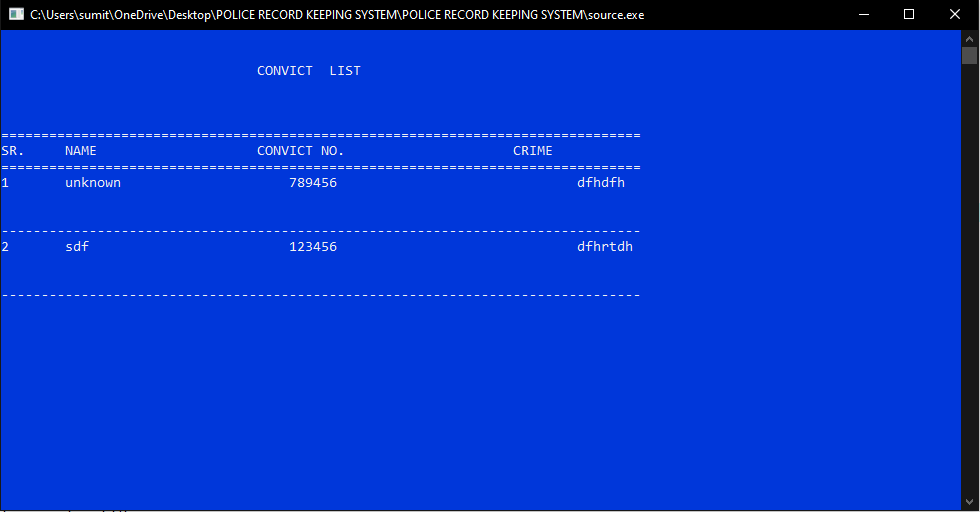 C:\Users\sumit\OneDrive\Desktop\POLICE RECORD KEEPING SYSTEM\POLICE RECORD KEEPING SYSTEM\source.exe
CONVICT  LIST
================================================================================
SR.     NAME                    CONVICT NO.                     CRIME
================================================================================
1       unknown                     789456                              dfhdfh
--------------------------------------------------------------------------------
2       sdf                         123456                              dfhrtdh
--------------------------------------------------------------------------------